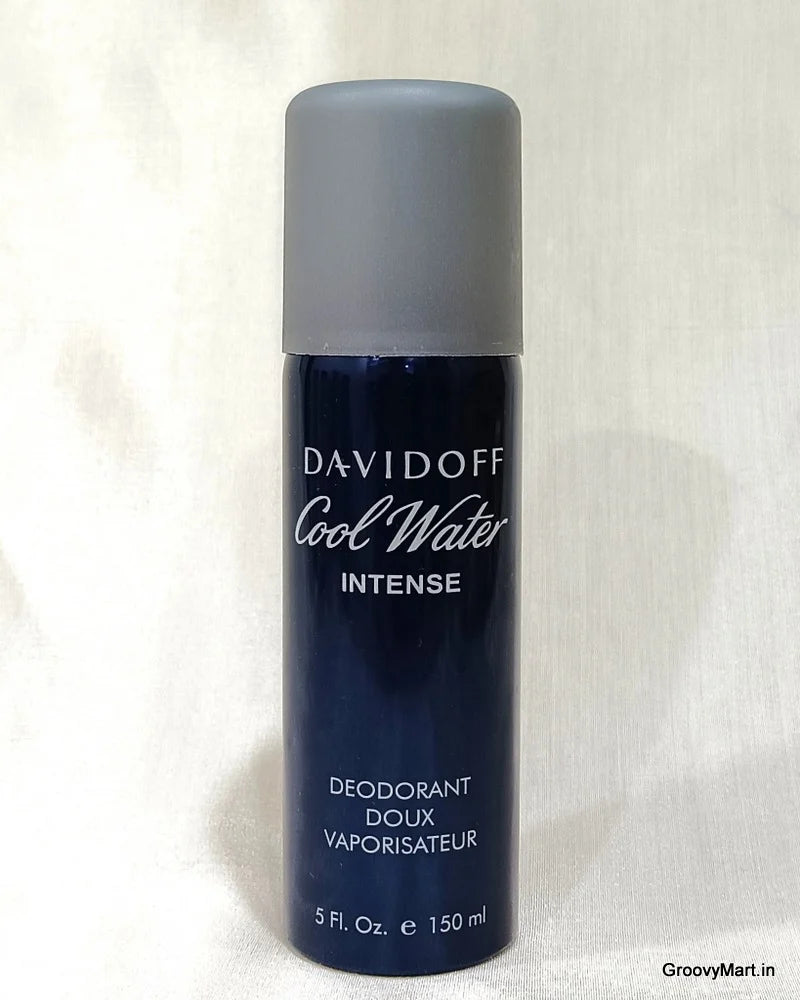 DAVIDOFF
Cool Water
INTENSE
DEODORANT
DOUX
VAPORISATEUR
5 Fl. Oz. e 150 ml
GroovyMart.in